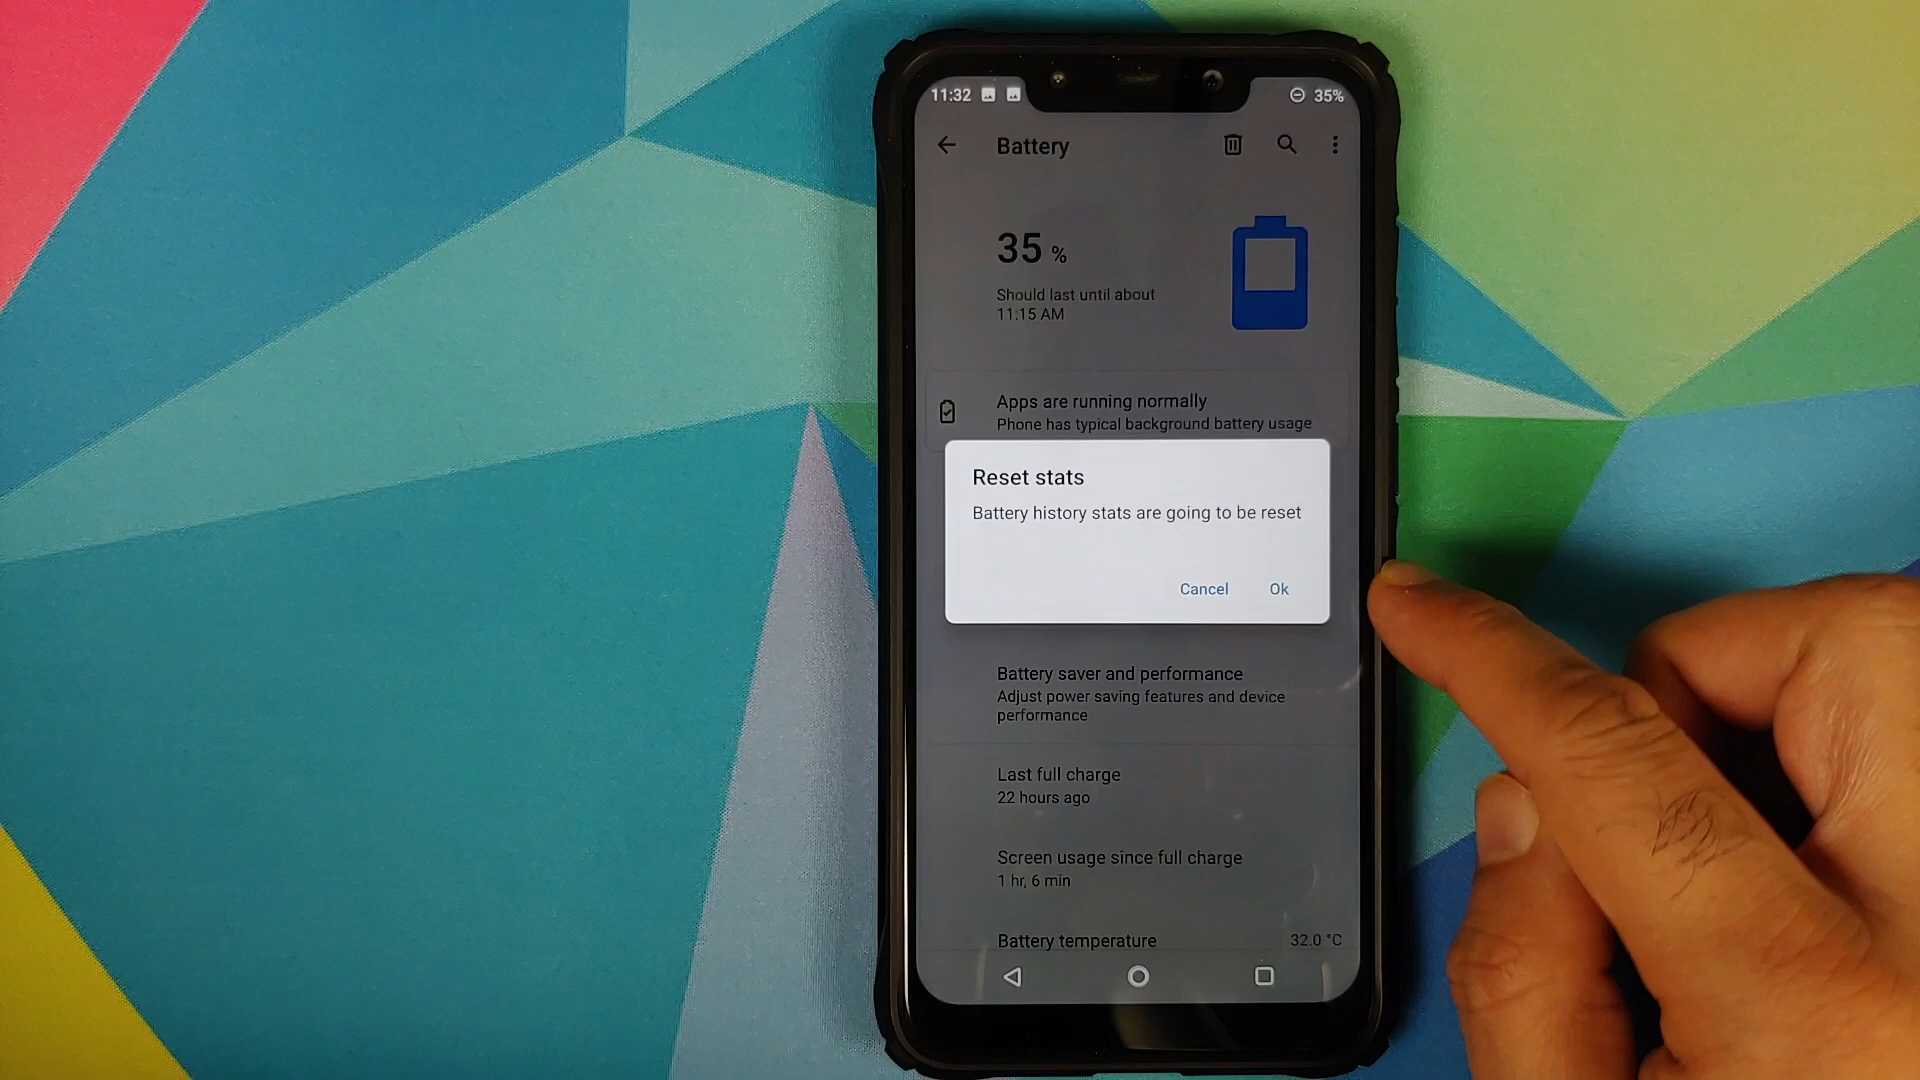 11:32
35%
Battery
35 %
Should last until about
11:15 AM
Apps are running normally
Phone has typical background battery usage
Reset stats
Battery history stats are going to be reset
Cancel Ok
Battery saver and performance
Adjust power saving features and device
performance
Last full charge
22 hours ago
Screen usage since full charge
1 hr, 6 min
Battery temperature 32.0 °C